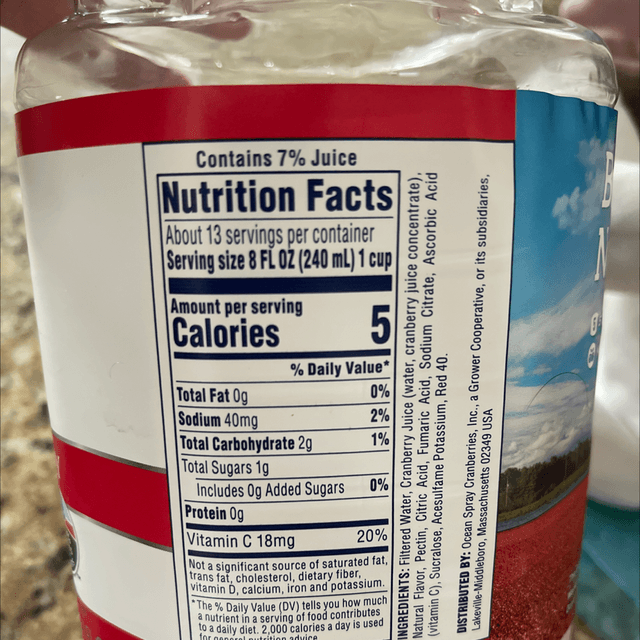 Contains 7% Juice
Nutrition Facts
About 13 servings per container
Serving size 8 FL OZ (240 mL) 1 cup
Amount per serving
Calories 5
% Daily Value*
Total Fat 0g 0%
Sodium 40mg 2%
Total Carbohydrate 2g 1%
Total Sugars 1g
Includes 0g Added Sugars 0%
Protein 0g
Vitamin C 18mg 20%
Not a significant source of saturated fat,
trans fat, cholesterol, dietary fiber,
vitamin D, calcium, iron and potassium.
*The % Daily Value (DV) tells you how much
a nutrient in a serving of food contributes
to a daily diet. 2,000 calories a day is used
for general nutrition advice.
INGREDIENTS: Filtered Water, Cranberry Juice (water, cranberry juice concentrate),
Natural Flavor, Pectin, Citric Acid, Fumaric Acid, Sodium Citrate, Ascorbic Acid
(vitamin C), Sucralose, Acesulfame Potassium, Red 40.
DISTRIBUTED BY: Ocean Spray Cranberries, Inc., a Grower Cooperative, or its subsidiaries,
Lakeville-Middleboro, Massachusetts 02349 USA
B
N